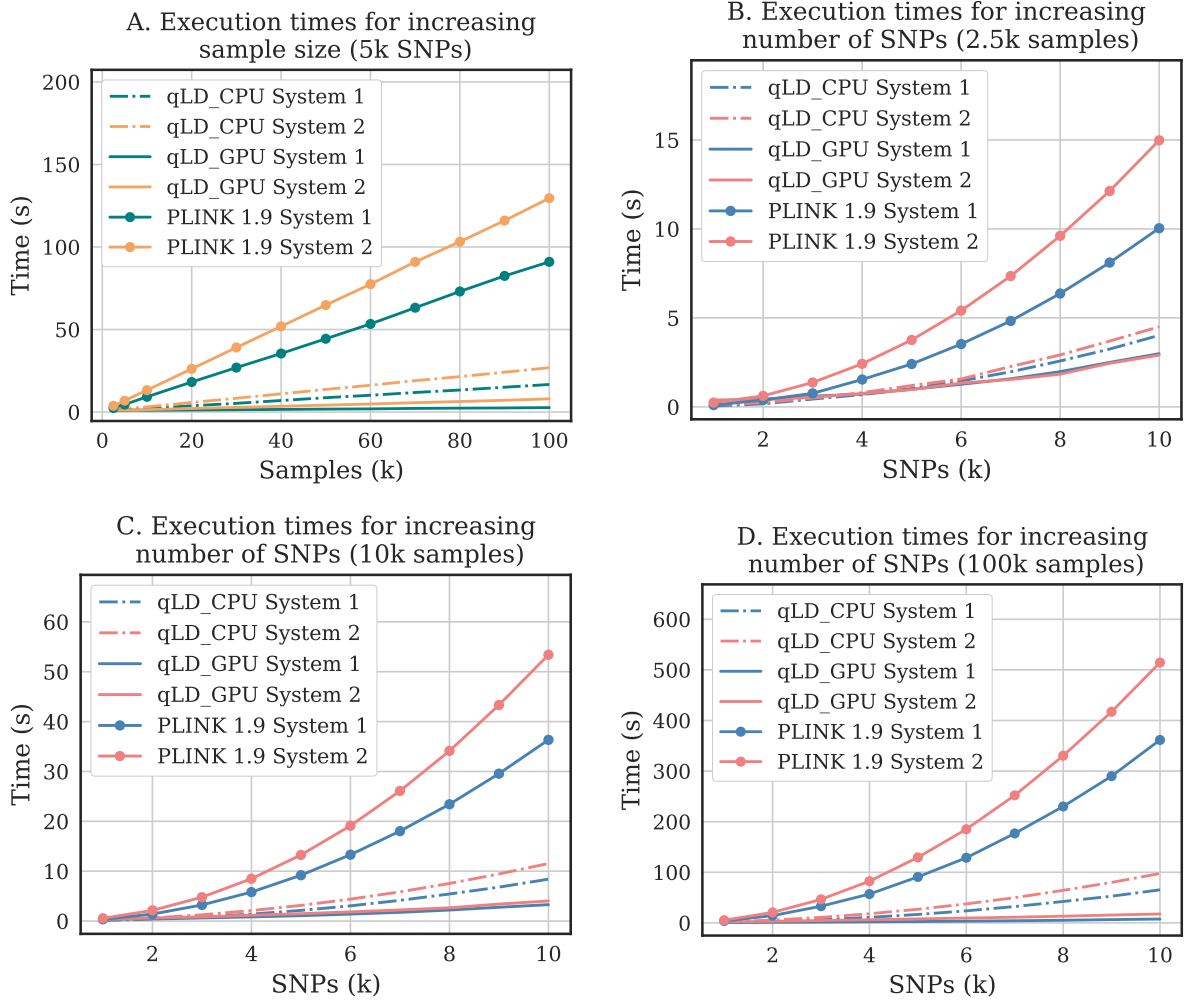 A. Execution times for increasing
sample size (5k SNPs)
200
150
100
50
0
Time (s)
qLD_CPU System 1
qLD_CPU System 2
qLD_GPU System 1
qLD_GPU System 2
PLINK 1.9 System 1
PLINK 1.9 System 2
0 20 40 60 80 100
Samples (k)
B. Execution times for increasing
number of SNPs (2.5k samples)
15
10
5
0
Time (s)
qLD_CPU System 1
qLD_CPU System 2
qLD_GPU System 1
qLD_GPU System 2
PLINK 1.9 System 1
PLINK 1.9 System 2
2 4 6 8 10
SNPs (k)
C. Execution times for increasing
number of SNPs (10k samples)
60
50
40
30
20
10
0
Time (s)
qLD_CPU System 1
qLD_CPU System 2
qLD_GPU System 1
qLD_GPU System 2
PLINK 1.9 System 1
PLINK 1.9 System 2
2 4 6 8 10
SNPs (k)
D. Execution times for increasing
number of SNPs (100k samples)
600
500
400
300
200
100
0
Time (s)
qLD_CPU System 1
qLD_CPU System 2
qLD_GPU System 1
qLD_GPU System 2
PLINK 1.9 System 1
PLINK 1.9 System 2
2 4 6 8 10
SNPs (k)